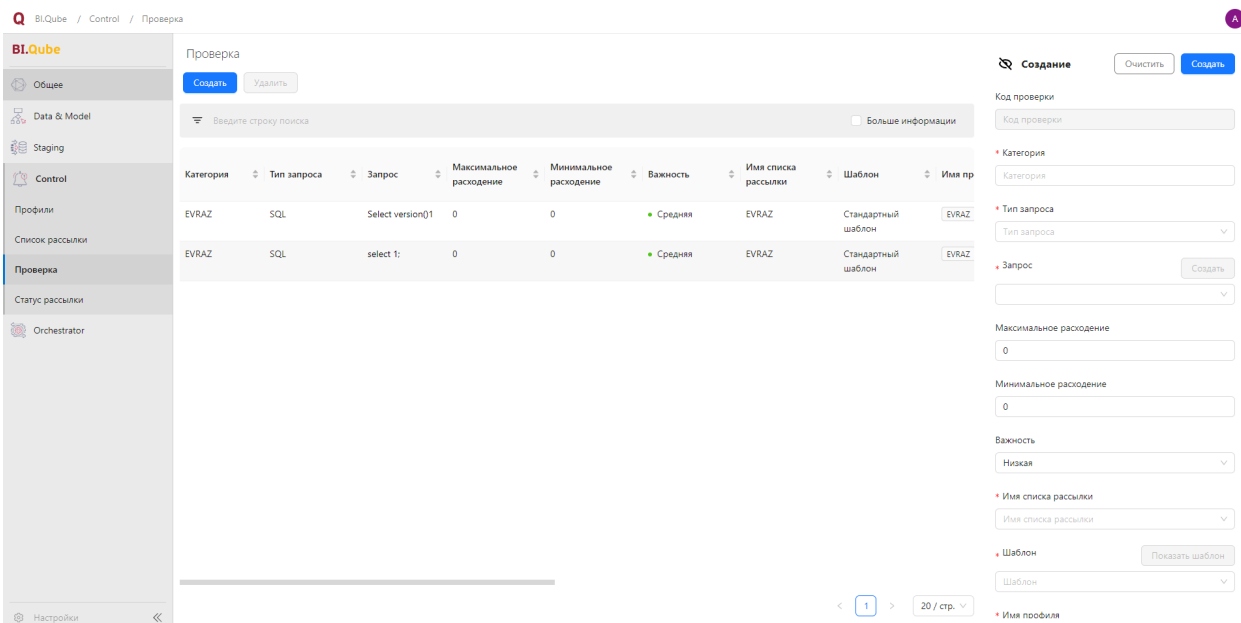 BI.Qube / Control / Проверка
A
BI.Qube
Общее
Data & Model
Staging
Control
Профили
Список рассылки
Проверка
Статус рассылки
Orchestrator
Настройки
Проверка
Создать Удалить
Введите строку поиска Больше информации
Категория Тип запроса Запрос Максимальное расходение Минимальное расходение Важность Имя списка рассылки Шаблон Имя пр
EVRAZ SQL Select version()1 0 0 Средняя EVRAZ Стандартный шаблон EVRAZ
EVRAZ SQL select 1; 0 0 Средняя EVRAZ Стандартный шаблон EVRAZ
< 1 > 20 / стр.
Создание Очистить Создать
Код проверки
Код проверки
* Категория
Категория
* Тип запроса
Тип запроса
* Запрос Создать
Максимальное расходение
0
Минимальное расходение
0
Важность
Низкая
* Имя списка рассылки
Имя списка рассылки
* Шаблон Показать шаблон
Шаблон
* Имя профиля